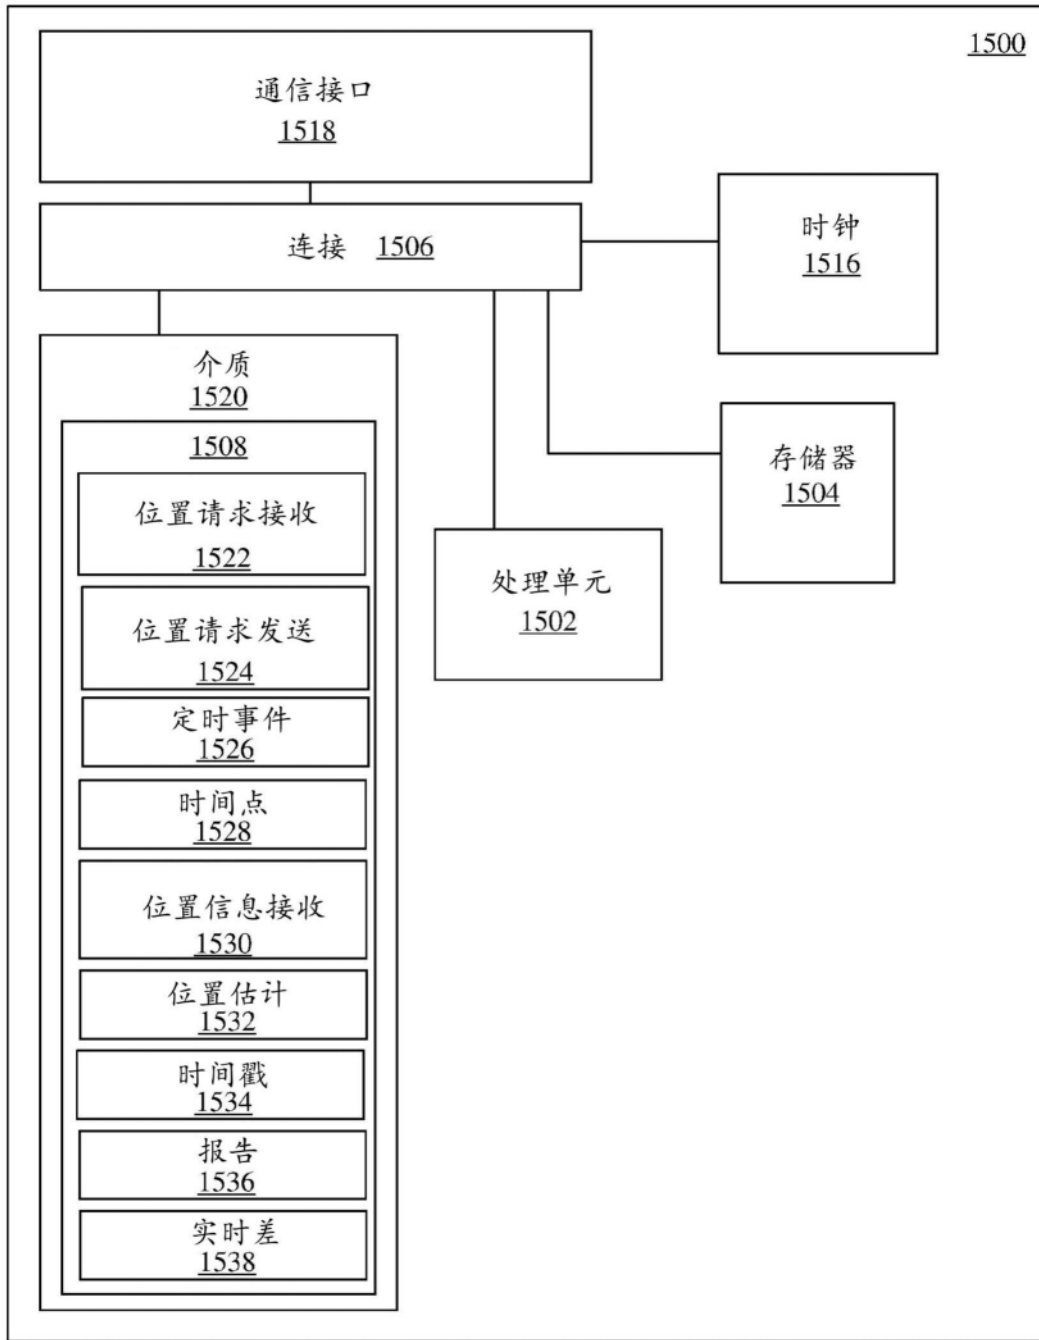 1500
通信接口
1518
连接 1506
时钟
1516
介质
1520
1508
存储器
1504
位置请求接收
1522
处理单元
1502
位置请求发送
1524
定时事件
1526
时间点
1528
位置信息接收
1530
位置估计
1532
时间戳
1534
报告
1536
实时差
1538